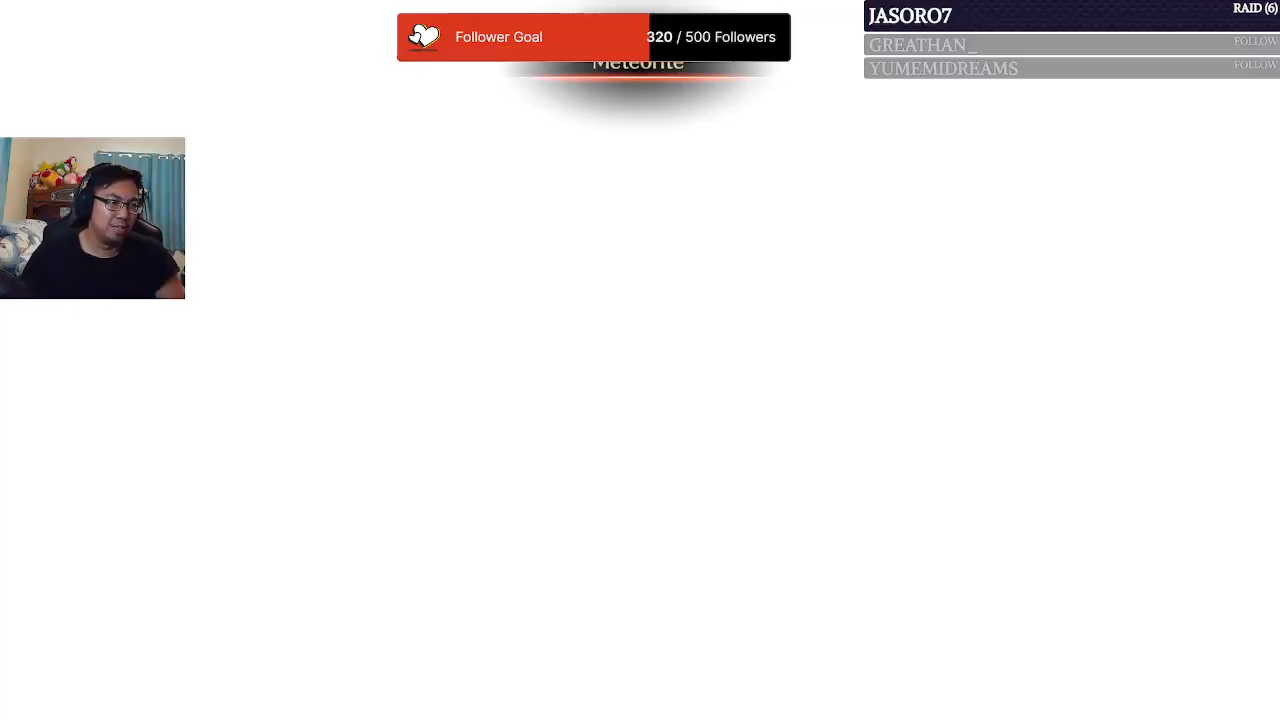 Follower Goal
320 / 500 Followers
Meteorite
JASORO7
RAID (6)
GREATHAN_
FOLLOW
YUMEMIDREAMS
FOLLOW